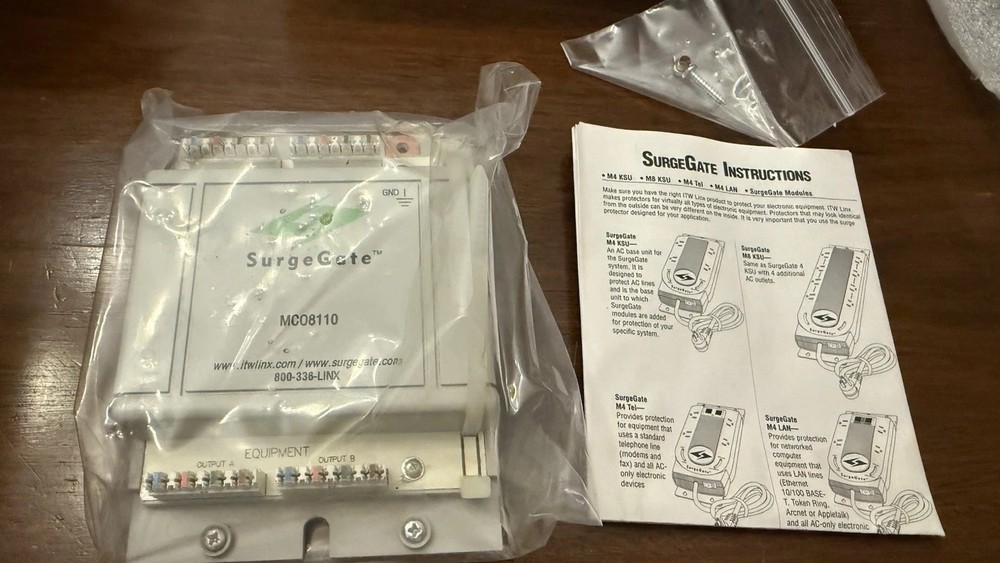 GND
SurgeGate™
MCO8110
www.itwlinx.com / www.surgegate.com
800-336-LINX
EQUIPMENT
OUTPUT A
OUTPUT B
SURGEGATE INSTRUCTIONS
• M4 KSU • M8 KSU • M4 Tel • M4 LAN • SurgeGate Modules
Make sure you have the right ITW Linx product to protect your electronic equipment. ITW Linx
makes protectors for virtually all types of electronic equipment. Protectors that may look identical
from the outside can be very different on the inside. It is very important that you use the surge
protector designed for your application.
SurgeGate
M4 KSU—
An AC base unit for
the SurgeGate
system. It is
designed to
protect AC lines
and is the base
unit to which
SurgeGate
modules are added
for protection of your
specific system.
SurgeGate
M8 KSU—
Same as SurgeGate 4
KSU with 4 additional
AC outlets.
SurgeGate
M4 Tel—
Provides protection
for equipment that
uses a standard
telephone line
(modems and
fax) and all AC-
only electronic
devices
SurgeGate
M4 LAN—
Provides protection
for networked
computer
equipment that
uses LAN lines
(Ethernet
10/100 BASE-
T, Token Ring,
Arcnet or Appletalk)
and all AC-only electronic
SurgeGate
SurgeGate
SurgeGate
SurgeGate